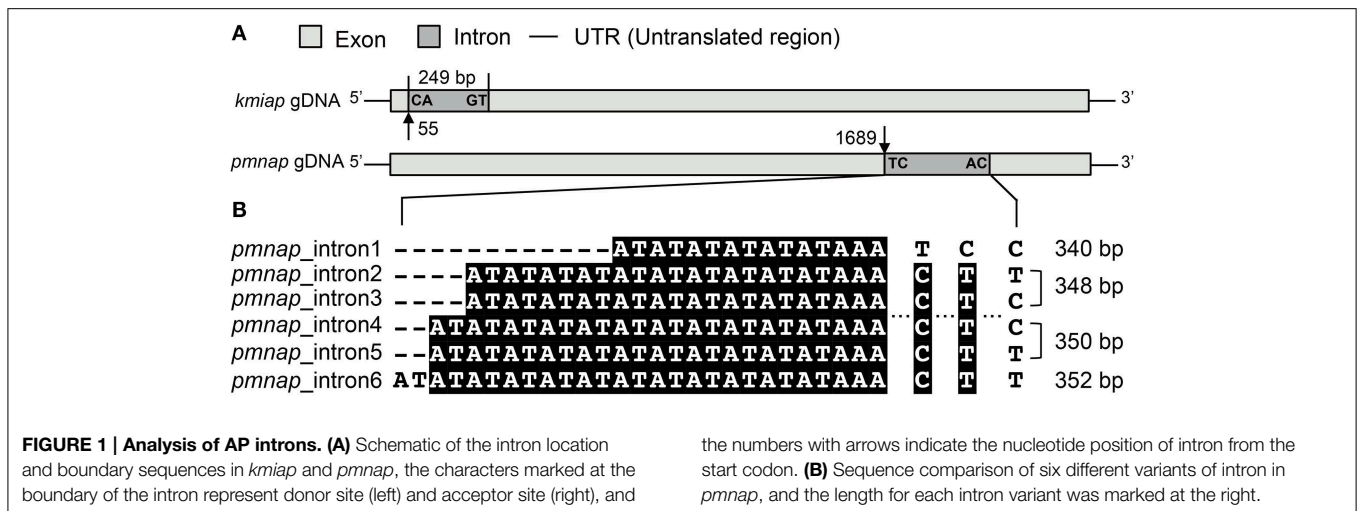 A Exon Intron — UTR (Untranslated region)
249 bp
kmiap gDNA 5’ CA GT 3’
55
1689
pmnap gDNA 5’ TC AC 3’
B
pmnap_intron1 ------------ATATATATATATAAA T C C 340 bp
pmnap_intron2 ----ATATATATATATATATATATAAA C T T
348 bp
pmnap_intron3 ----ATATATATATATATATATATAAA C T C
pmnap_intron4 --ATATATATATATATATATATATAAA C T C
350 bp
pmnap_intron5 --ATATATATATATATATATATATAAA C T T
pmnap_intron6 ATATATATATATATATATATATATAAA C T T 352 bp
FIGURE 1 | Analysis of AP introns. (A) Schematic of the intron location
and boundary sequences in kmiap and pmnap, the characters marked at the
boundary of the intron represent donor site (left) and acceptor site (right), and
the numbers with arrows indicate the nucleotide position of intron from the
start codon. (B) Sequence comparison of six different variants of intron in
pmnap, and the length for each intron variant was marked at the right.